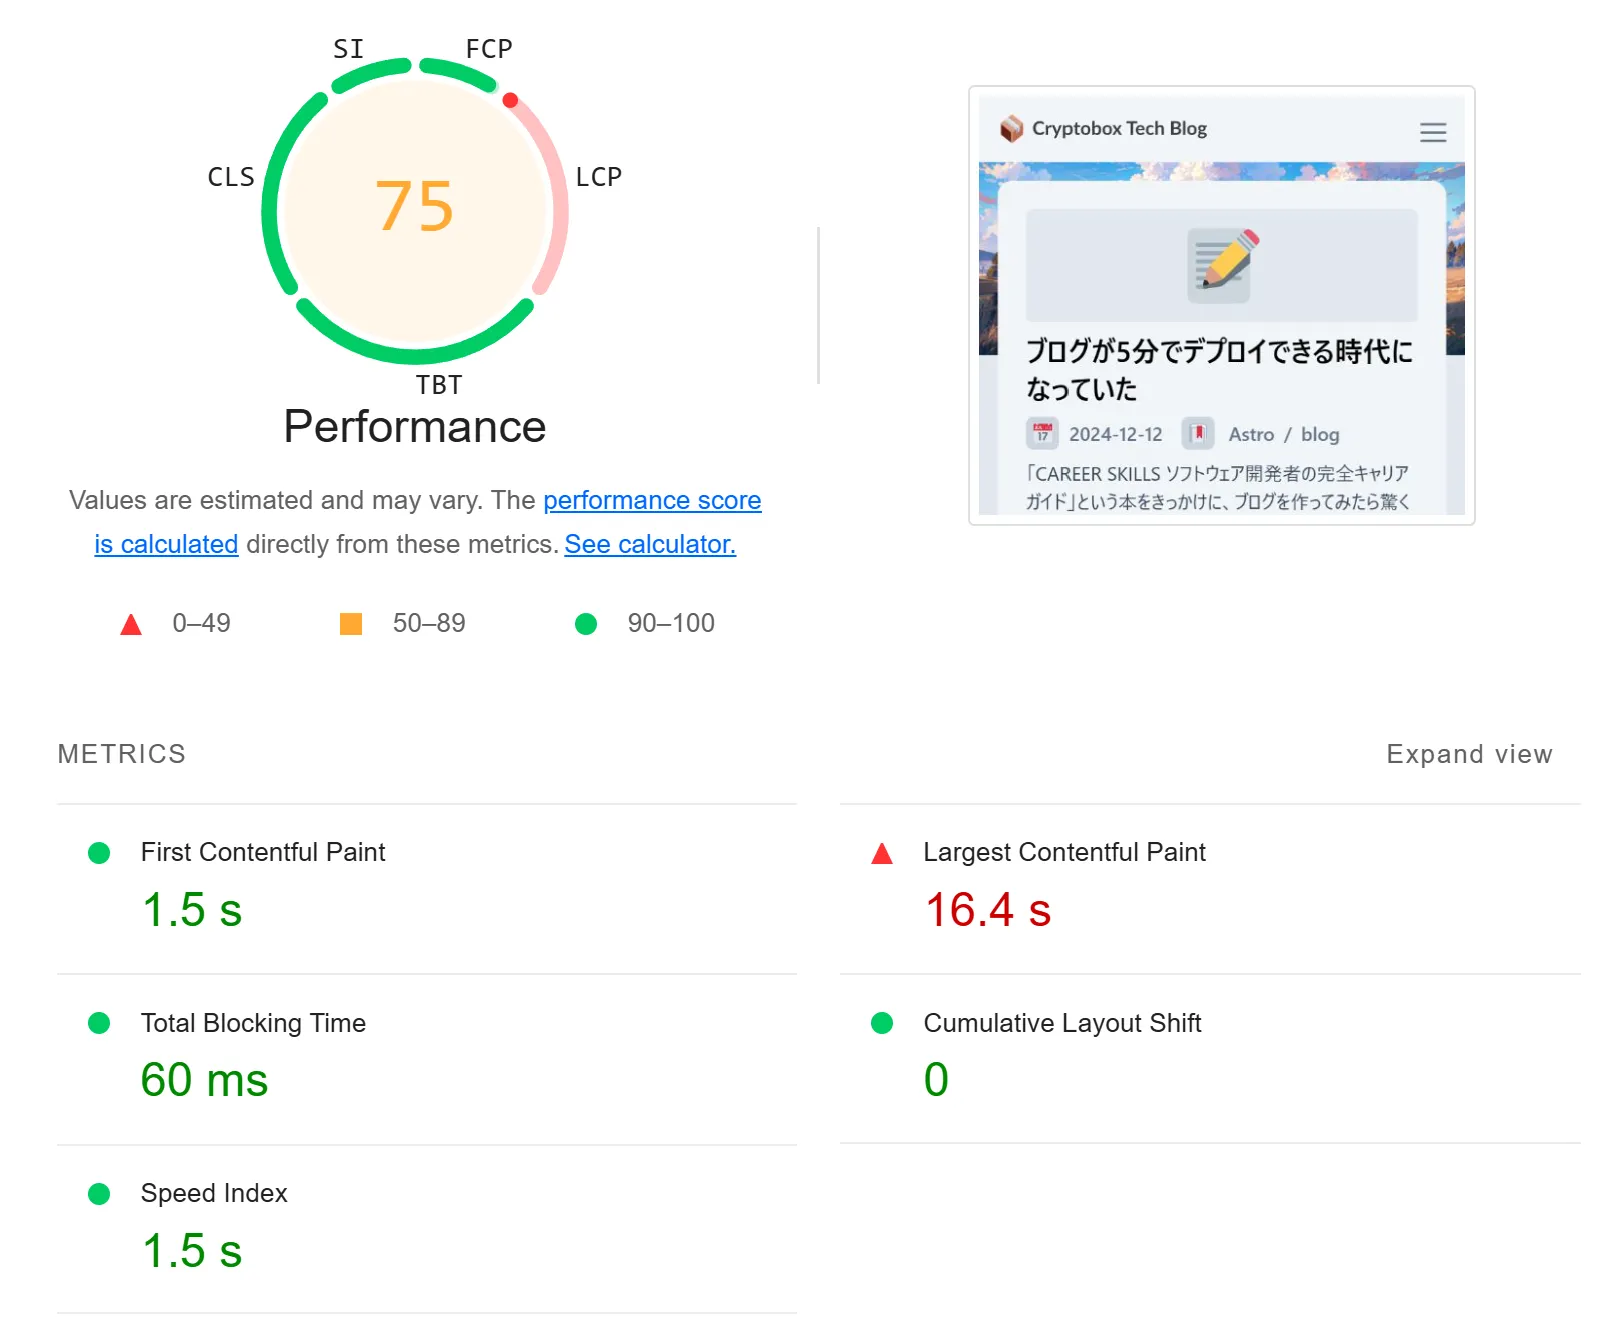 SI
FCP
CLS
LCP
75
TBT
Performance
Values are estimated and may vary. The performance score
is calculated directly from these metrics. See calculator.
0–49
50–89
90–100
Cryptobox Tech Blog
ブログが5分でデプロイできる時代に
なっていた
17
2024-12-12
Astro / blog
「CAREER SKILLS ソフトウェア開発者の完全キャリア
ガイド」という本をきっかけに、ブログを作ってみたら驚く
METRICS
Expand view
First Contentful Paint
1.5 s
Largest Contentful Paint
16.4 s
Total Blocking Time
60 ms
Cumulative Layout Shift
0
Speed Index
1.5 s